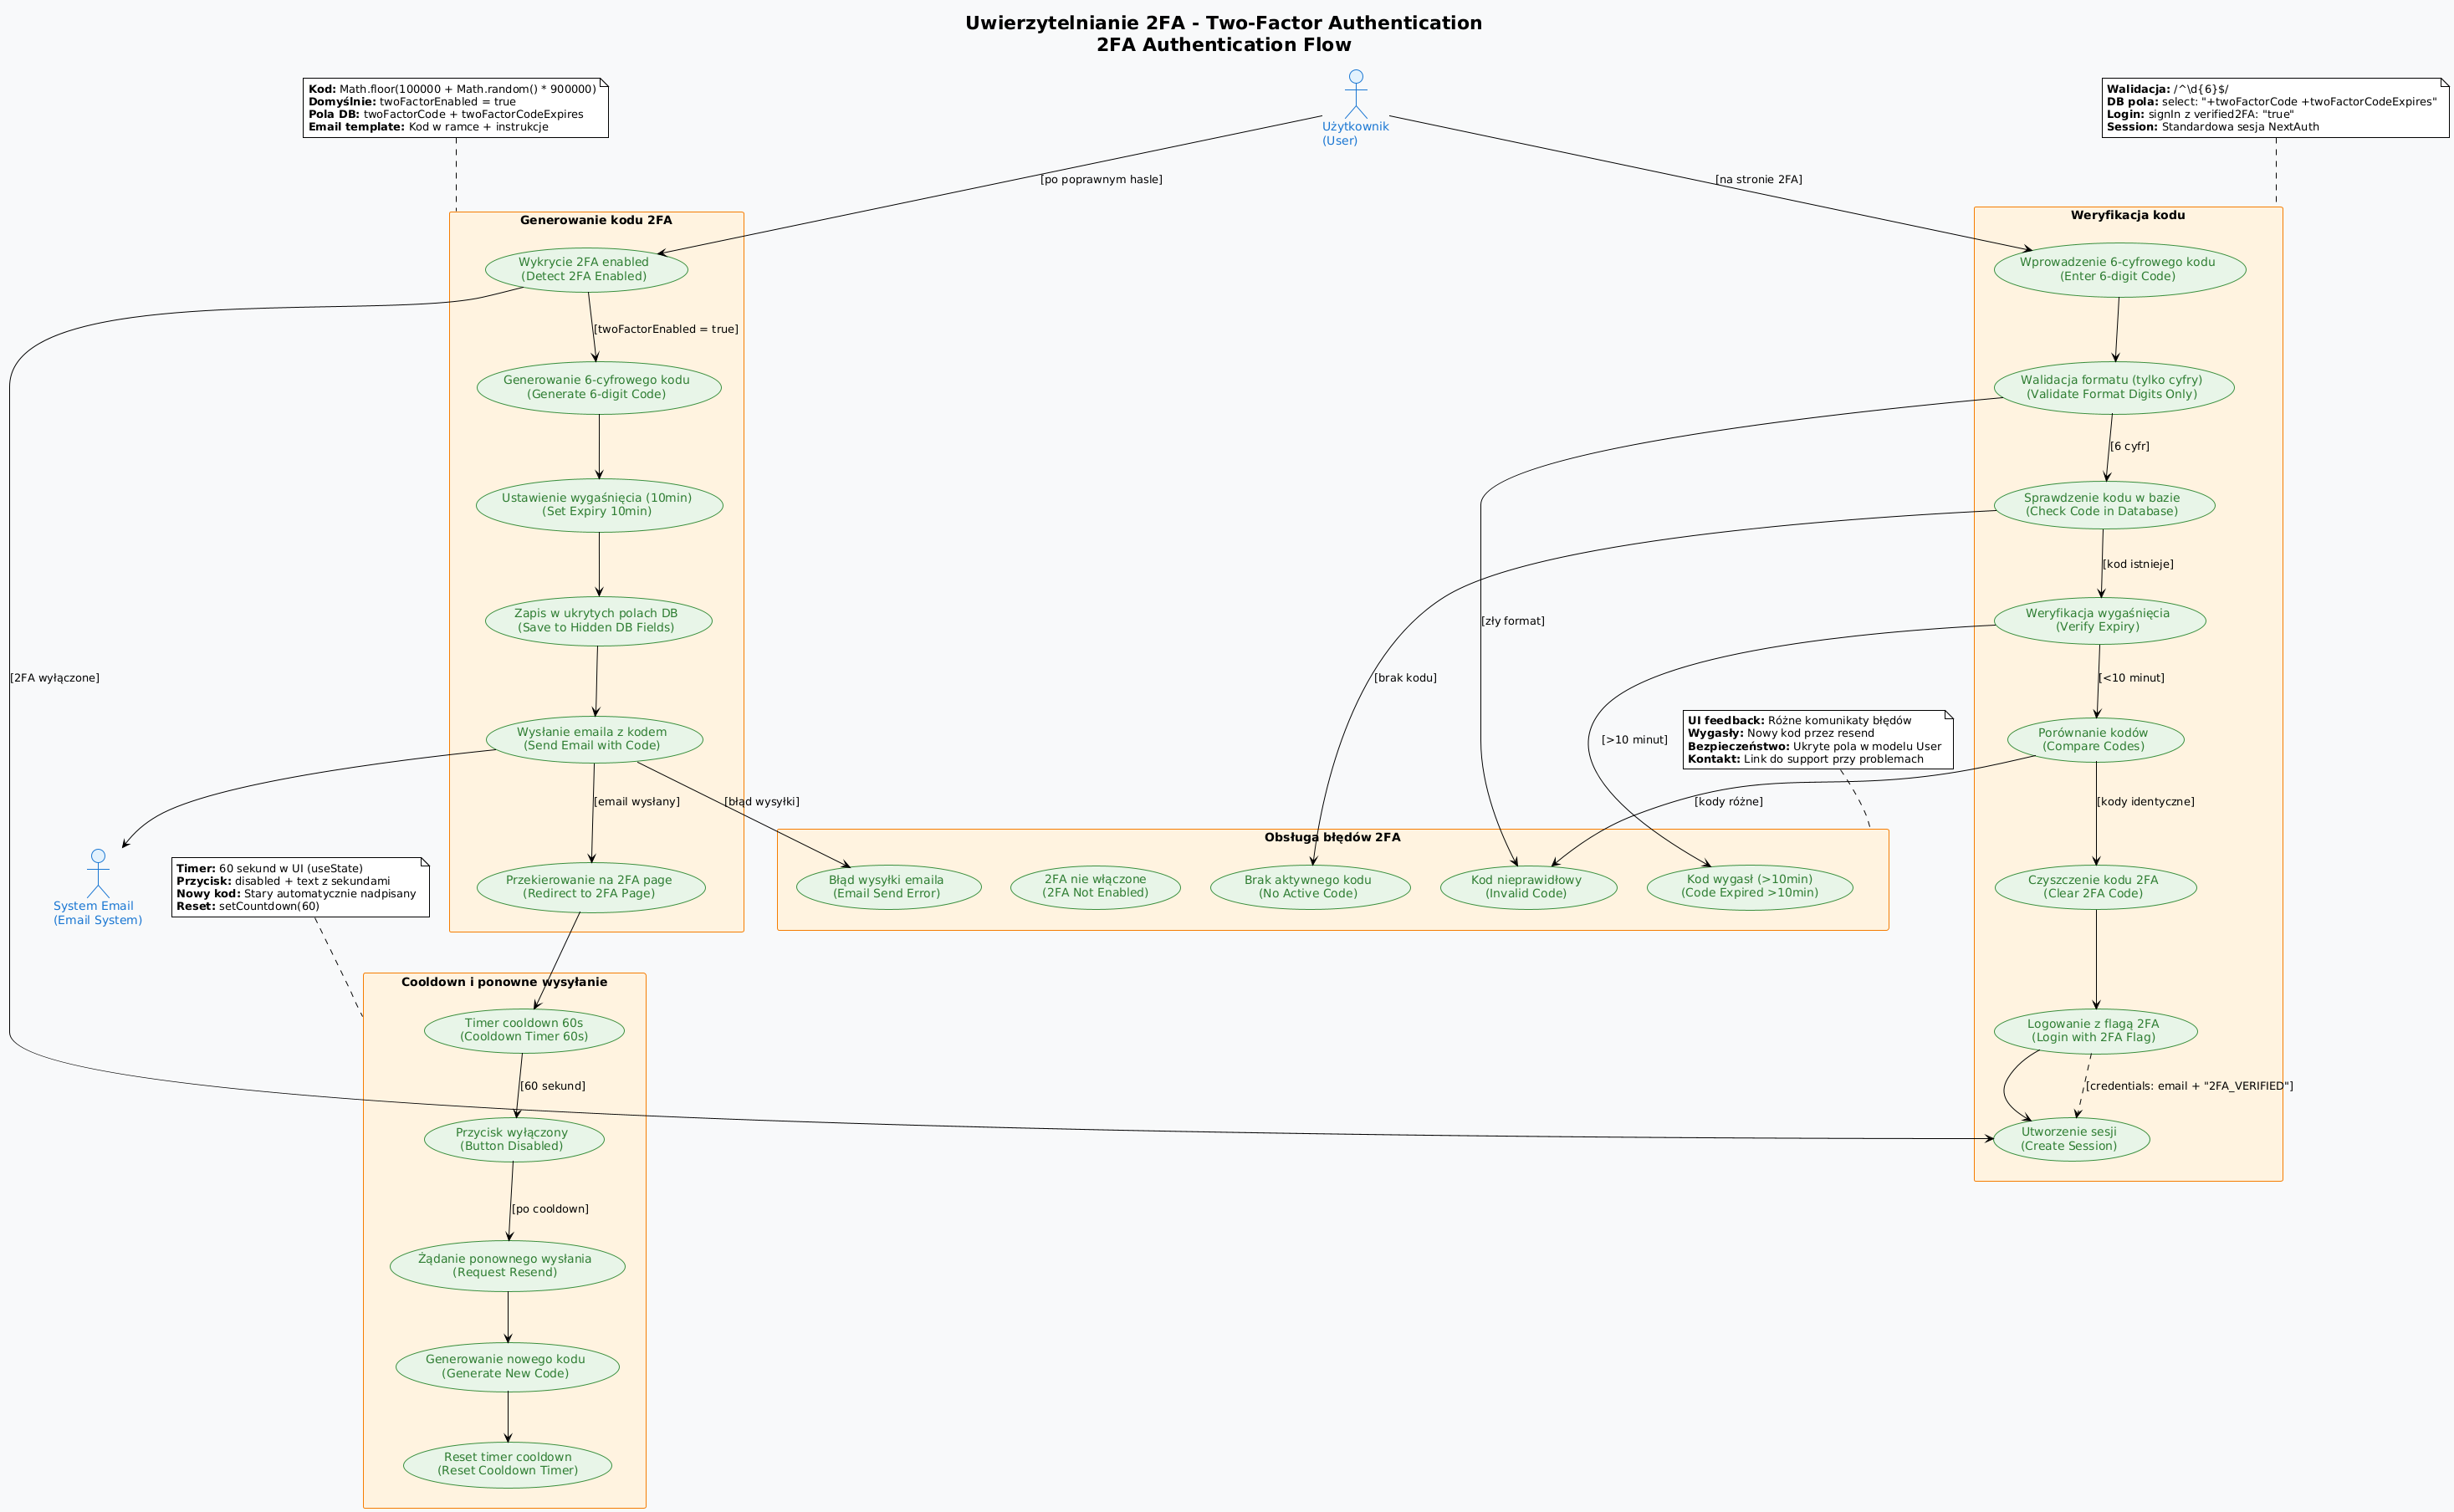 Uwierzytelnianie 2FA - Two-Factor Authentication
2FA Authentication Flow
Kod: Math.floor(100000 + Math.random() * 900000)
Domyślnie: twoFactorEnabled = true
Pola DB: twoFactorCode + twoFactorCodeExpires
Email template: Kod w ramce + instrukcje
Użytkownik
(User)
Walidacja: /^\d{6}$/
DB pola: select: "+twoFactorCode +twoFactorCodeExpires"
Login: signIn z verified2FA: "true"
Session: Standardowa sesja NextAuth
[po poprawnym hasle]
[na stronie 2FA]
Generowanie kodu 2FA
Wykrycie 2FA enabled
(Detect 2FA Enabled)
[twoFactorEnabled = true]
Generowanie 6-cyfrowego kodu
(Generate 6-digit Code)
Ustawienie wygaśnięcia (10min)
(Set Expiry 10min)
Zapis w ukrytych polach DB
(Save to Hidden DB Fields)
[2FA wyłączone]
Wysłanie emaila z kodem
(Send Email with Code)
[email wysłany]
[błąd wysyłki]
Przekierowanie na 2FA page
(Redirect to 2FA Page)
Weryfikacja kodu
Wprowadzenie 6-cyfrowego kodu
(Enter 6-digit Code)
Walidacja formatu (tylko cyfry)
(Validate Format Digits Only)
[6 cyfr]
Sprawdzenie kodu w bazie
(Check Code in Database)
[kod istnieje]
[zły format]
Weryfikacja wygaśnięcia
(Verify Expiry)
[brak kodu]
[<10 minut]
[>10 minut]
UI feedback: Różne komunikaty błędów
Wygasły: Nowy kod przez resend
Bezpieczeństwo: Ukryte pola w modelu User
Kontakt: Link do support przy problemach
Porównanie kodów
(Compare Codes)
[kody różne]
[kody identyczne]
Czyszczenie kodu 2FA
(Clear 2FA Code)
Logowanie z flagą 2FA
(Login with 2FA Flag)
[credentials: email + "2FA_VERIFIED"]
Utworzenie sesji
(Create Session)
Obsługa błędów 2FA
Błąd wysyłki emaila
(Email Send Error)
2FA nie włączone
(2FA Not Enabled)
Brak aktywnego kodu
(No Active Code)
Kod nieprawidłowy
(Invalid Code)
Kod wygasł (>10min)
(Code Expired >10min)
System Email
(Email System)
Timer: 60 sekund w UI (useState)
Przycisk: disabled + text z sekundami
Nowy kod: Stary automatycznie nadpisany
Reset: setCountdown(60)
Cooldown i ponowne wysyłanie
Timer cooldown 60s
(Cooldown Timer 60s)
[60 sekund]
Przycisk wyłączony
(Button Disabled)
[po cooldown]
Żądanie ponownego wysłania
(Request Resend)
Generowanie nowego kodu
(Generate New Code)
Reset timer cooldown
(Reset Cooldown Timer)